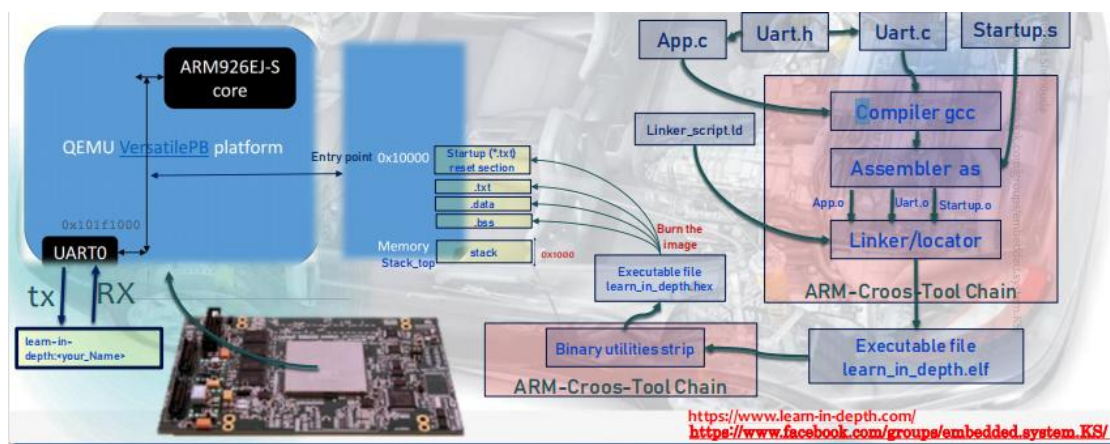 ARM926EJ-S
core
QEMU VersatilePB platform
0x101f1000
UART0
tx
RX
learn-in-
depth:<your_Name>
Entry point
0x10000
Startup (*.txt)
reset section
.txt
.data
.bss
Memory
Stack_top
stack
0x1000
Burn the
image
Executable file
learn_in_depth.hex
Binary utilities strip
ARM-Croos-Tool Chain
App.c
Uart.h
Uart.c
Startup.s
Linker_script.ld
Compiler gcc
Assembler as
App.o
Uart.o
Startup.o
Linker/locator
ARM-Croos-Tool Chain
Executable file
learn_in_depth.elf
https://www.learn-in-depth.com/
https://www.facebook.com/groups/embedded.system.KS/